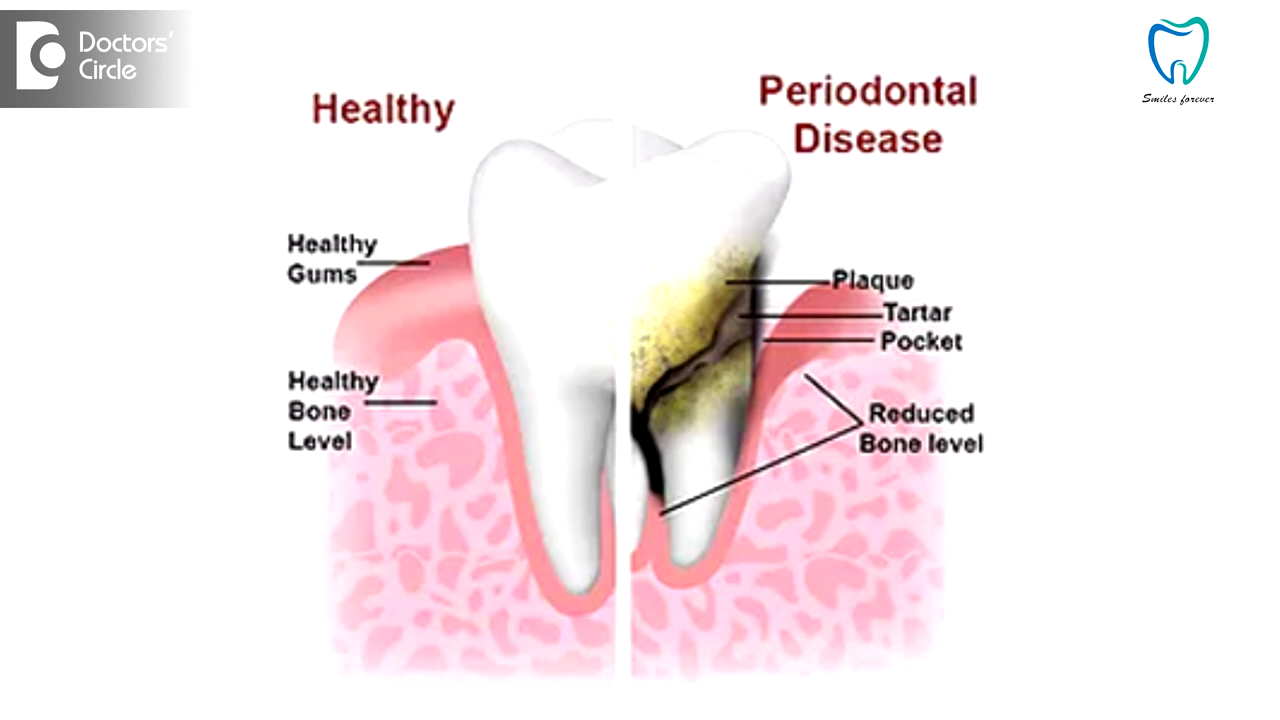 Doctors'
Circle
Smiles forever
Healthy
Periodontal
Disease
Healthy
Gums
Healthy
Bone
Level
Plaque
Tartar
Pocket
Reduced
Bone level